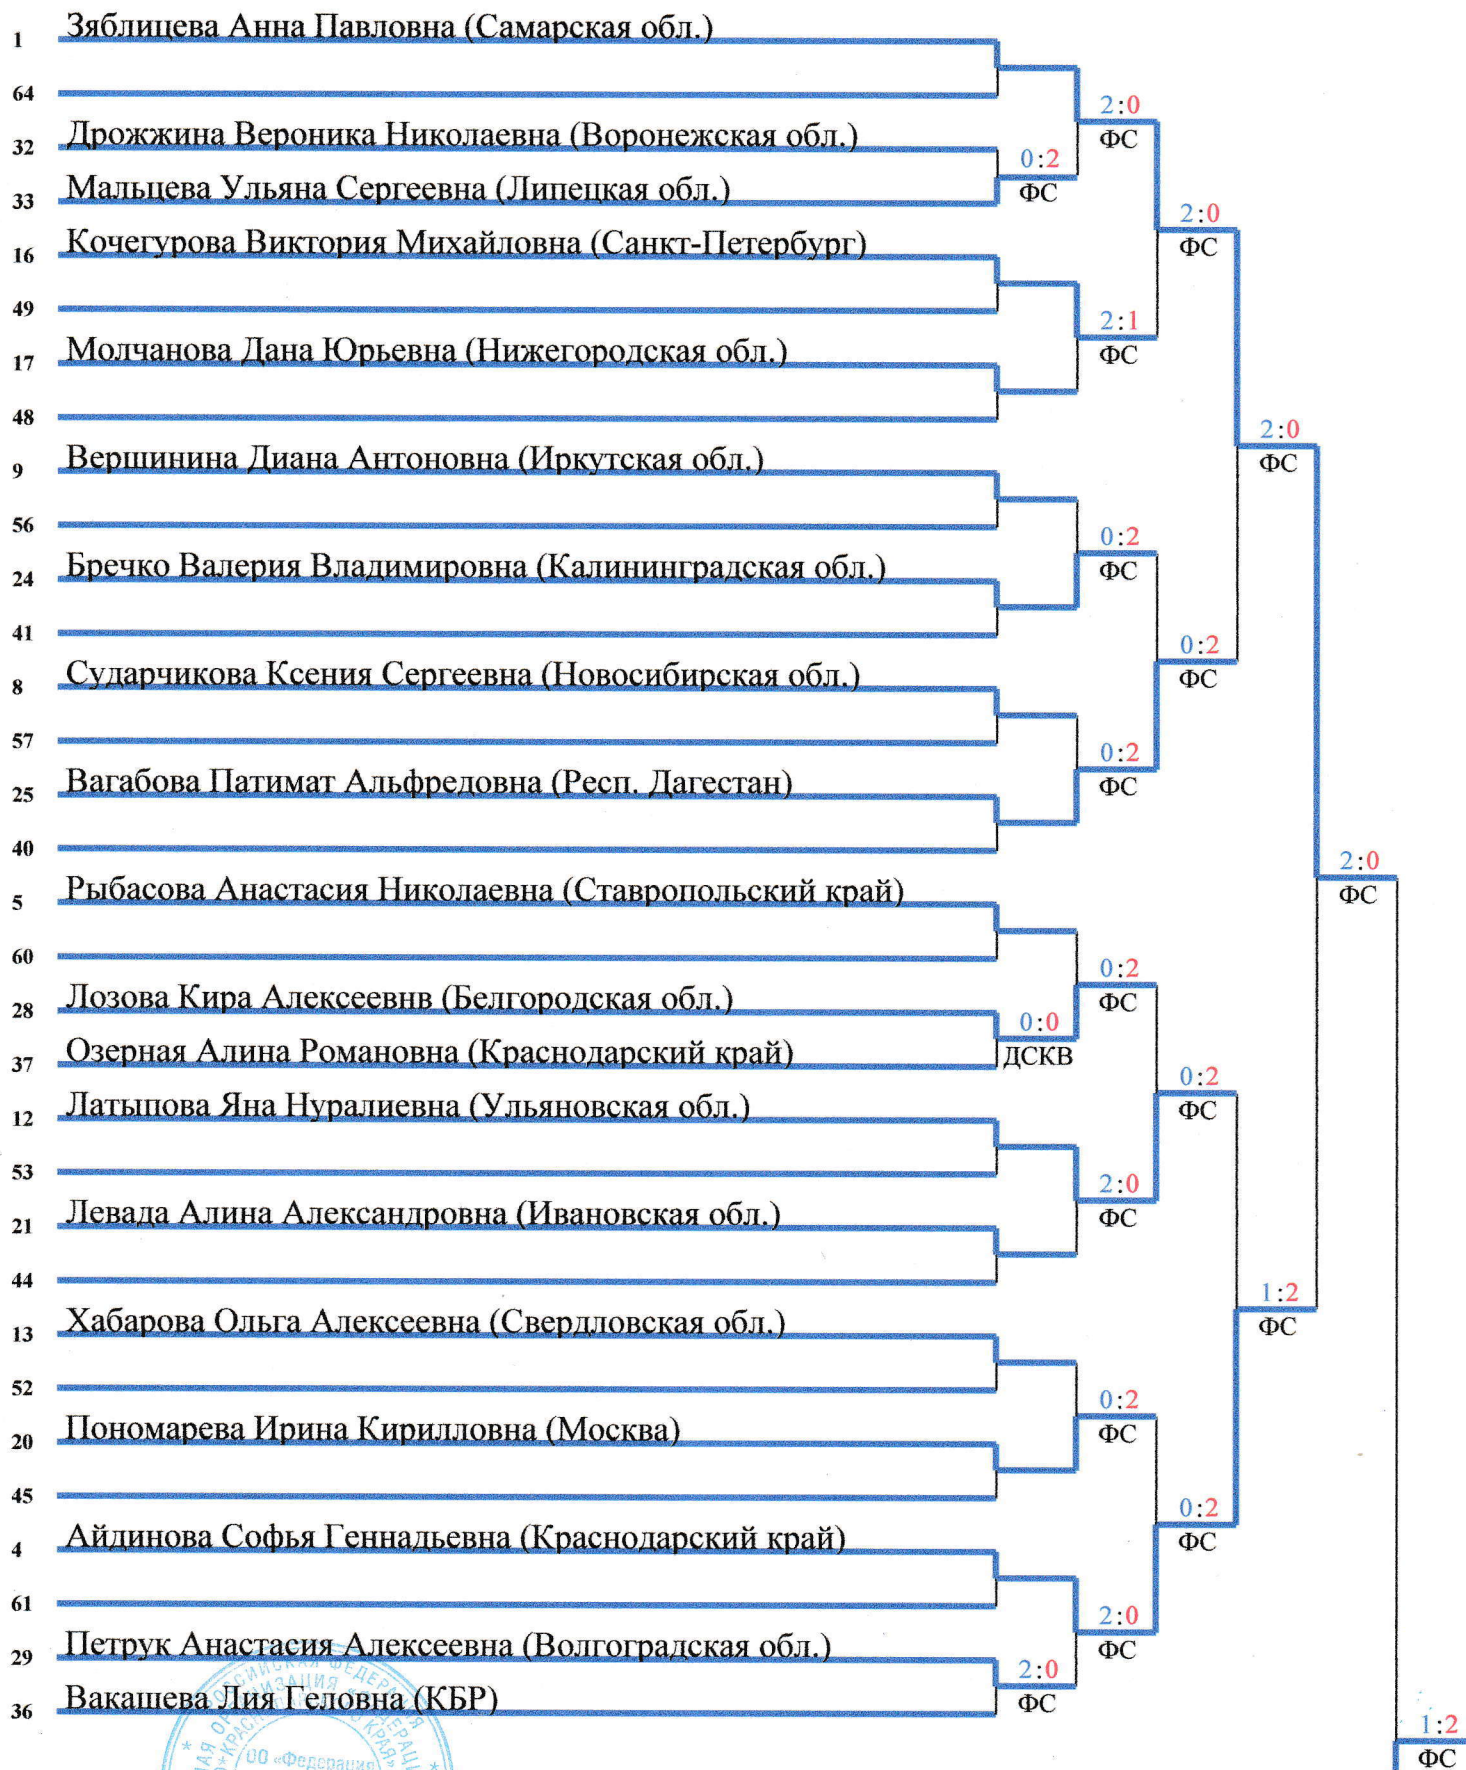 1 Зяблицева Анна Павловна (Самарская обл.)
64
2:0
ФС
32 Дрожжина Вероника Николаевна (Воронежская обл.)
0:2
ФС
33 Мальцева Ульяна Сергеевна (Липецкая обл.)
2:0
ФС
16 Кочегурова Виктория Михайловна (Санкт-Петербург)
49
2:1
ФС
17 Молчанова Дана Юрьевна (Нижегородская обл.)
48
2:0
ФС
9 Вершинина Диана Антоновна (Иркутская обл.)
56
0:2
ФС
24 Бречко Валерия Владимировна (Калининградская обл.)
41
0:2
ФС
8 Сударчикова Ксения Сергеевна (Новосибирская обл.)
57
0:2
ФС
25 Вагабова Патимат Альфредовна (Респ. Дагестан)
40
2:0
ФС
5 Рыбасова Анастасия Николаевна (Ставропольский край)
60
0:2
ФС
28 Лозова Кира Алексеевнв (Белгородская обл.)
0:0
ДСКВ
37 Озерная Алина Романовна (Краснодарский край)
0:2
ФС
12 Латыпова Яна Нуралиевна (Ульяновская обл.)
53
2:0
ФС
21 Левада Алина Александровна (Ивановская обл.)
44
1:2
ФС
13 Хабарова Ольга Алексеевна (Свердловская обл.)
52
0:2
ФС
20 Пономарева Ирина Кирилловна (Москва)
45
0:2
ФС
4 Айдинова Софья Геннадьевна (Краснодарский край)
61
2:0
ФС
29 Петрук Анастасия Алексеевна (Волгоградская обл.)
2:0
ФС
36 Вакашева Лия Геловна (КБР)
1:2
ФС
РОССИЙСКАЯ ФЕДЕРАЦИЯ
ОО «Федерация